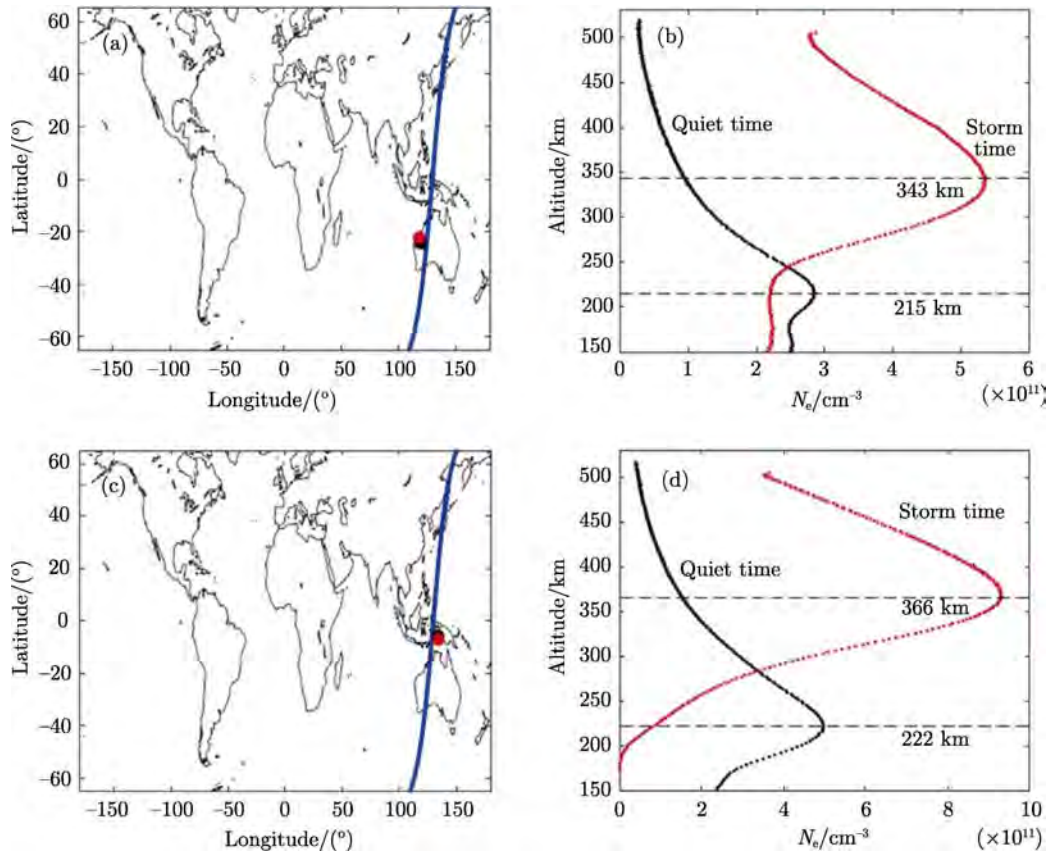 (a)
60
40
20
0
−20
−40
−60
Latitude/(°)
−150 −100 −50 0 50 100 150
Longitude/(°)
(b)
500
450
400
350
300
250
200
150
Altitude/km
Quiet time
Storm
time
343 km
215 km
0 1 2 3 4 5 6
Ne/cm⁻³ (×10¹¹)
(c)
60
40
20
0
−20
−40
−60
Latitude/(°)
−150 −100 −50 0 50 100 150
Longitude/(°)
(d)
500
450
400
350
300
250
200
150
Altitude/km
Storm time
Quiet time
366 km
222 km
0 2 4 6 8 10
Ne/cm⁻³ (×10¹¹)